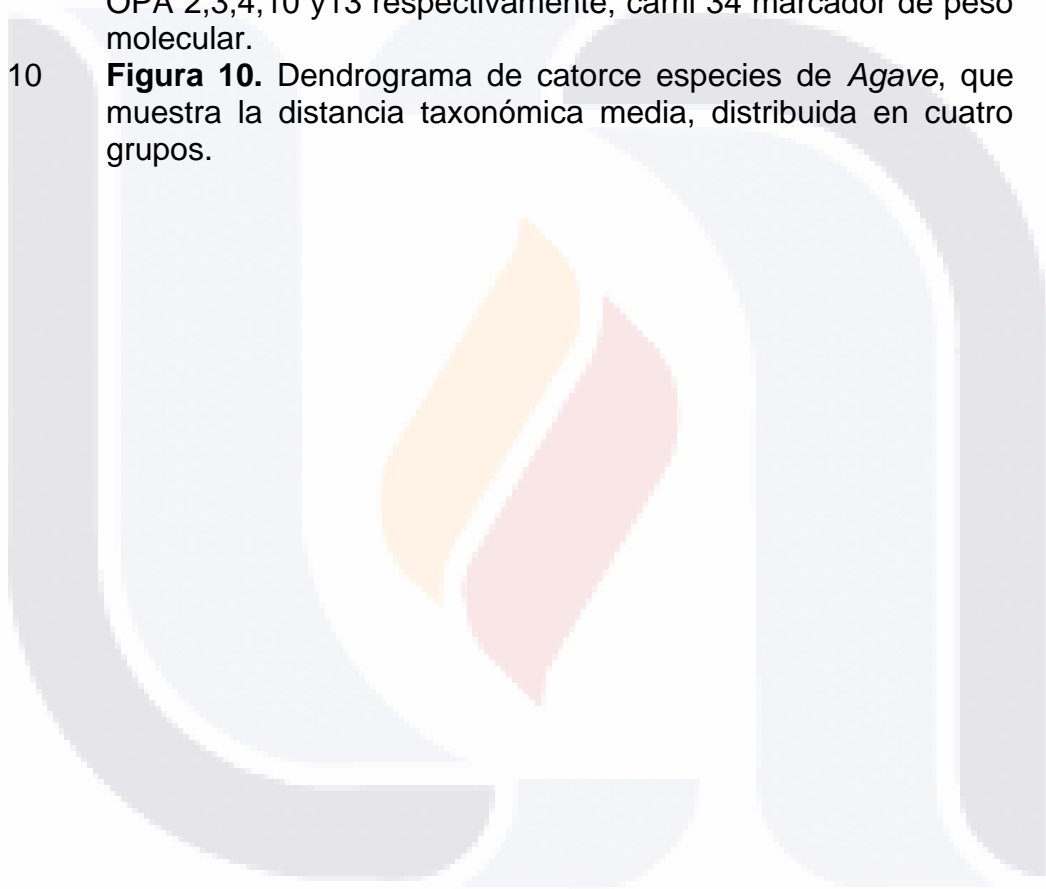 OPA 2,3,4,10 y13 respectivamente, carril 34 marcador de peso
molecular.
10 Figura 10. Dendrograma de catorce especies de Agave, que
muestra la distancia taxonómica media, distribuida en cuatro
grupos.